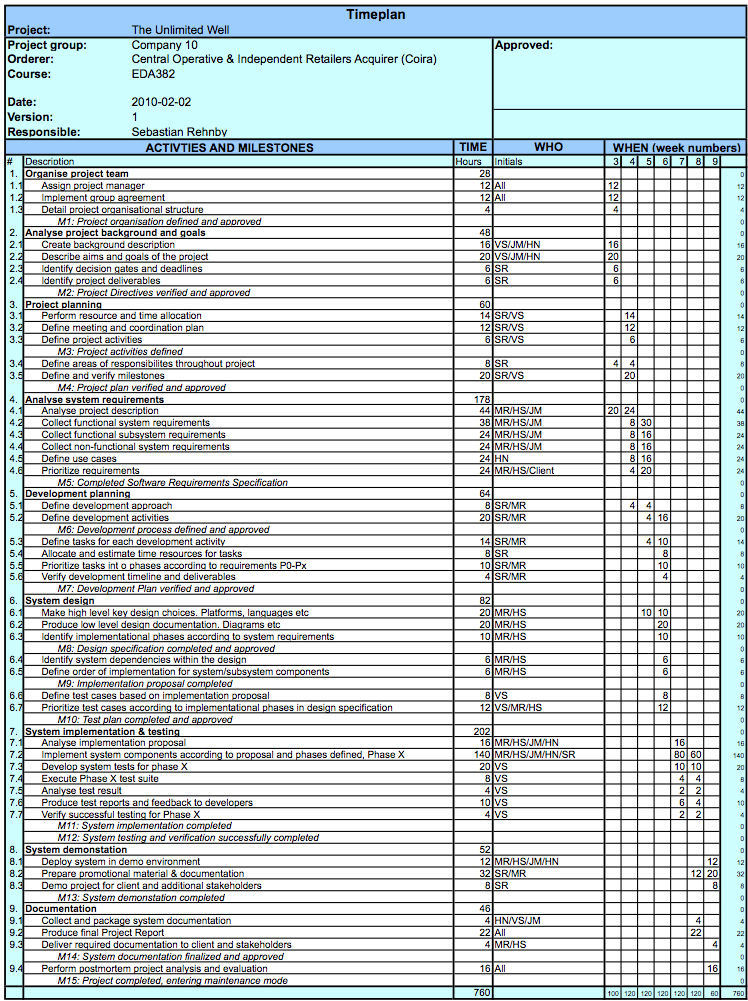 Timeplan
Project: The Unlimited Well
Project group: Company 10 Approved:
Orderer: Central Operative & Independent Retailers Acquirer (Coira)
Course: EDA382
Date: 2010-02-02
Version: 1
Responsible: Sebastian Rehnby
ACTIVTIES AND MILESTONES TIME WHO WHEN (week numbers)
# Description Hours Initials 3 4 5 6 7 8 9
1. Organise project team 28 0
1.1 Assign project manager 12 All 12 12
1.2 Implement group agreement 12 All 12 12
1.3 Detail project organisational structure 4 4 4
M1: Project organisation defined and approved 0
2. Analyse project background and goals 48 0
2.1 Create background description 16 VS/JM/HN 16 16
2.2 Describe aims and goals of the project 20 VS/JM/HN 20 20
2.3 Identify decision gates and deadlines 6 SR 6 6
2.4 Identify project deliverables 6 SR 6 6
M2: Project Directives verified and approved 0
3. Project planning 60 0
3.1 Perform resource and time allocation 14 SR/VS 14 14
3.2 Define meeting and coordination plan 12 SR/VS 12 12
3.3 Define project activities 6 SR/VS 6 6
M3: Project activities defined 0
3.4 Define areas of responsibilites throughout project 8 SR 4 4 8
3.5 Define and verify milestones 20 SR/VS 20 20
M4: Project plan verified and approved 0
4. Analyse system requirements 178 0
4.1 Analyse project description 44 MR/HS/JM 20 24 44
4.2 Collect functional system requirements 38 MR/HS/JM 8 30 38
4.3 Collect functional subsystem requirements 24 MR/HS/JM 8 16 24
4.4 Collect non-functional system requirements 24 MR/HS/JM 8 16 24
4.5 Define use cases 24 HN 8 16 24
4.6 Prioritize requirements 24 MR/HS/Client 4 20 24
M5: Completed Software Requirements Specification 0
5. Development planning 64 0
5.1 Define development approach 8 SR/MR 4 4 8
5.2 Define development activities 20 SR/MR 4 16 20
M6: Development process defined and approved 0
5.3 Define tasks for each development activity 14 SR/MR 4 10 14
5.4 Allocate and estimate time resources for tasks 8 SR 8 8
5.5 Prioritize tasks int o phases according to requirements P0-Px 10 SR/MR 10 10
5.6 Verify development timeline and deliverables 4 SR/MR 4 4
M7: Development Plan verified and approved 0
6. System design 82 0
6.1 Make high level key design choices. Platforms, languages etc 20 MR/HS 10 10 20
6.2 Produce low level design documentation. Diagrams etc 20 MR/HS 20 20
6.3 Identify implementational phases according to system requirements 10 MR/HS 10 10
M8: Design specification completed and approved 0
6.4 Identify system dependencies within the design 6 MR/HS 6 6
6.5 Define order of implementation for system/subsystem components 6 MR/HS 6 6
M9: Implementation proposal completed 0
6.6 Define test cases based on implementation proposal 8 VS 8 8
6.7 Prioritize test cases according to implementational phases in design specification 12 VS/MR/HS 12 12
M10: Test plan completed and approved 0
7. System implementation & testing 202 0
7.1 Analyse implementation proposal 16 MR/HS/JM/HN 16 16
7.2 Implement system components according to proposal and phases defined, Phase X 140 MR/HS/JM/HN/SR 80 60 140
7.3 Develop system tests for phase X 20 VS 10 10 20
7.4 Execute Phase X test suite 8 VS 4 4 8
7.5 Analyse test result 4 VS 2 2 4
7.6 Produce test reports and feedback to developers 10 VS 6 4 10
7.7 Verify successful testing for Phase X 4 VS 2 2 4
M11: System implementation completed 0
M12: System testing and verification successfully completed 0
8. System demonstation 52 0
8.1 Deploy system in demo environment 12 MR/HS/JM/HN 12 12
8.2 Prepare promotional material & documentation 32 SR/MR 12 20 32
8.3 Demo project for client and additional stakeholders 8 SR 8 8
M13: System demonstation completed 0
9. Documentation 46 0
9.1 Collect and package system documentation 4 HN/VS/JM 4 4
9.2 Produce final Project Report 22 All 22 22
9.3 Deliver required documentation to client and stakeholders 4 MR/HS 4 4
M14: System documentation finalized and approved 0
9.4 Perform postmortem project analysis and evaluation 16 All 16 16
M15: Project completed, entering maintenance mode 0
760 100 120 120 120 120 120 60 760